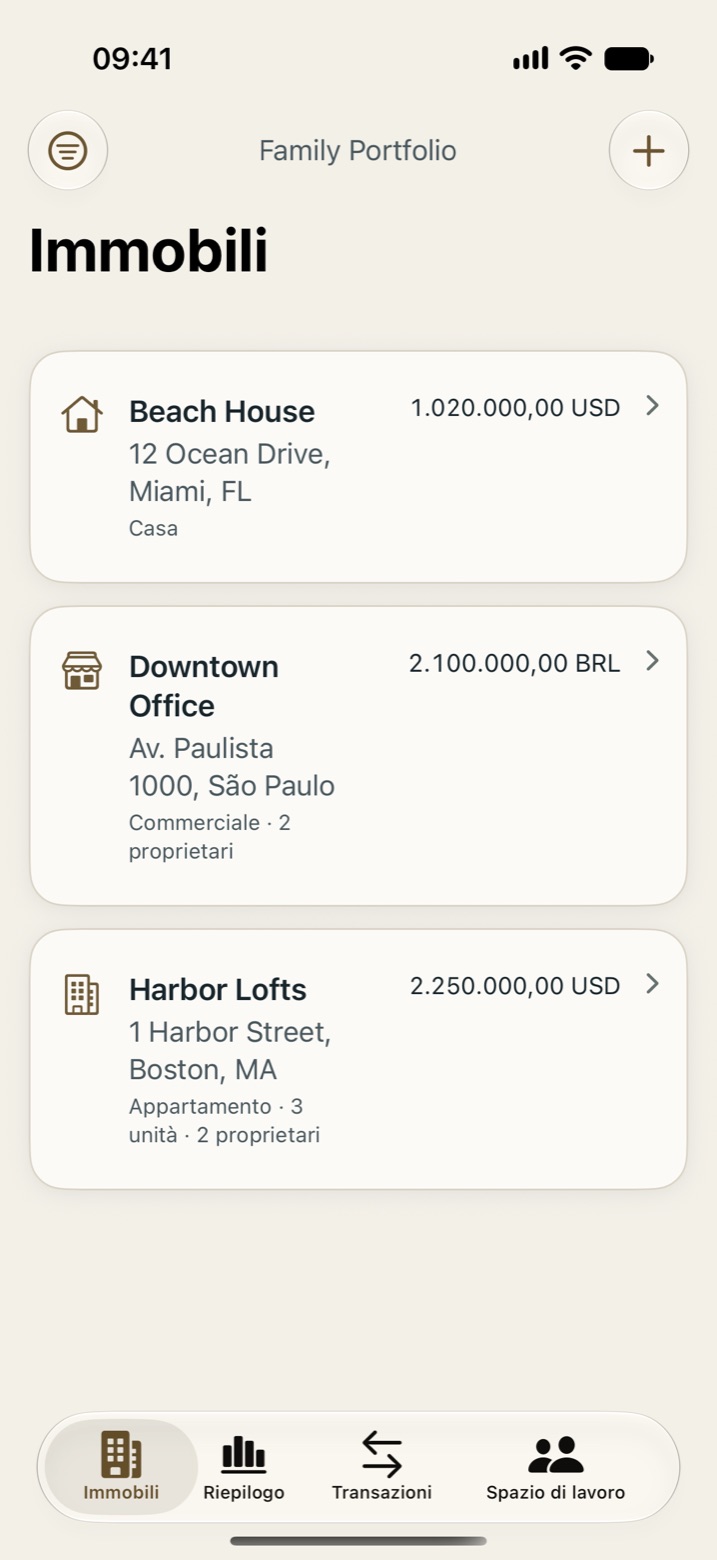 09:41
Family Portfolio
Immobili
Beach House
1.020.000,00 USD
12 Ocean Drive,
Miami, FL
Casa
Downtown
Office
2.100.000,00 BRL
Av. Paulista
1000, São Paulo
Commerciale · 2
proprietari
Harbor Lofts
2.250.000,00 USD
1 Harbor Street,
Boston, MA
Appartamento · 3
unità · 2 proprietari
Immobili
Riepilogo
Transazioni
Spazio di lavoro